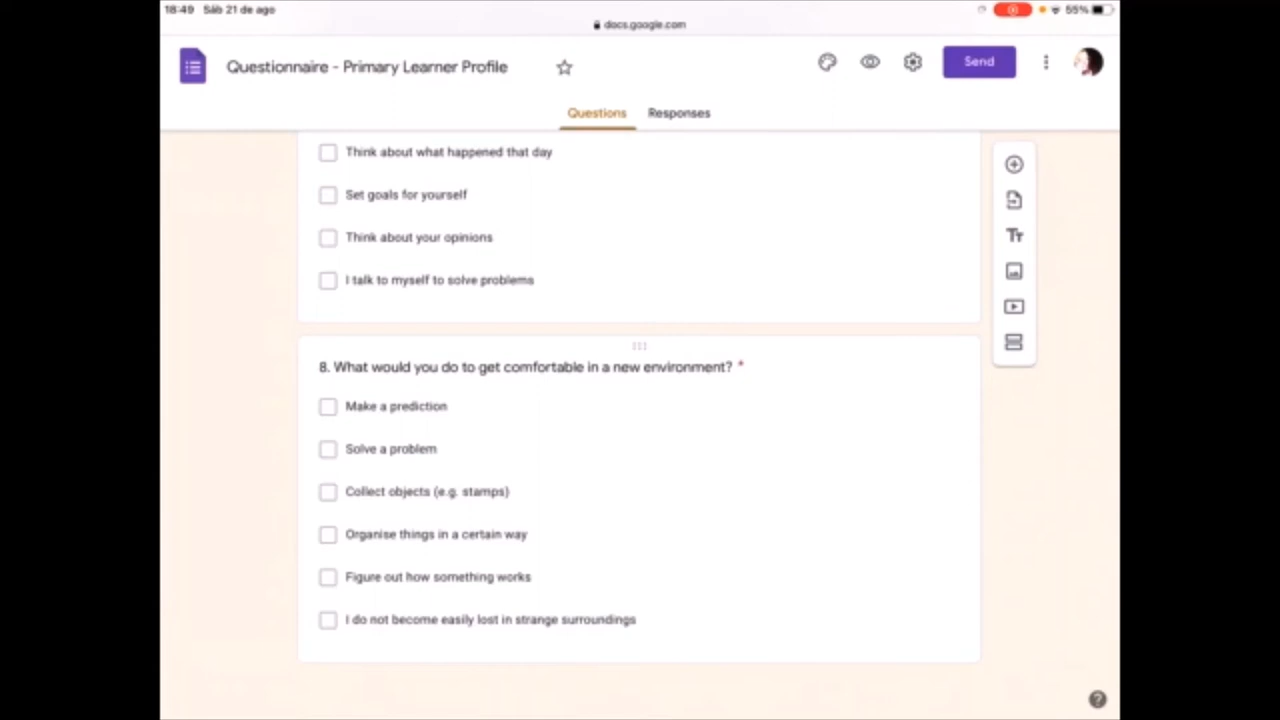 18:49 Sáb 21 de ago
55%
docs.google.com
Questionnaire - Primary Learner Profile
Send
Questions Responses
Think about what happened that day
Set goals for yourself
Think about your opinions
I talk to myself to solve problems
8. What would you do to get comfortable in a new environment? *
Make a prediction
Solve a problem
Collect objects (e.g. stamps)
Organise things in a certain way
Figure out how something works
I do not become easily lost in strange surroundings